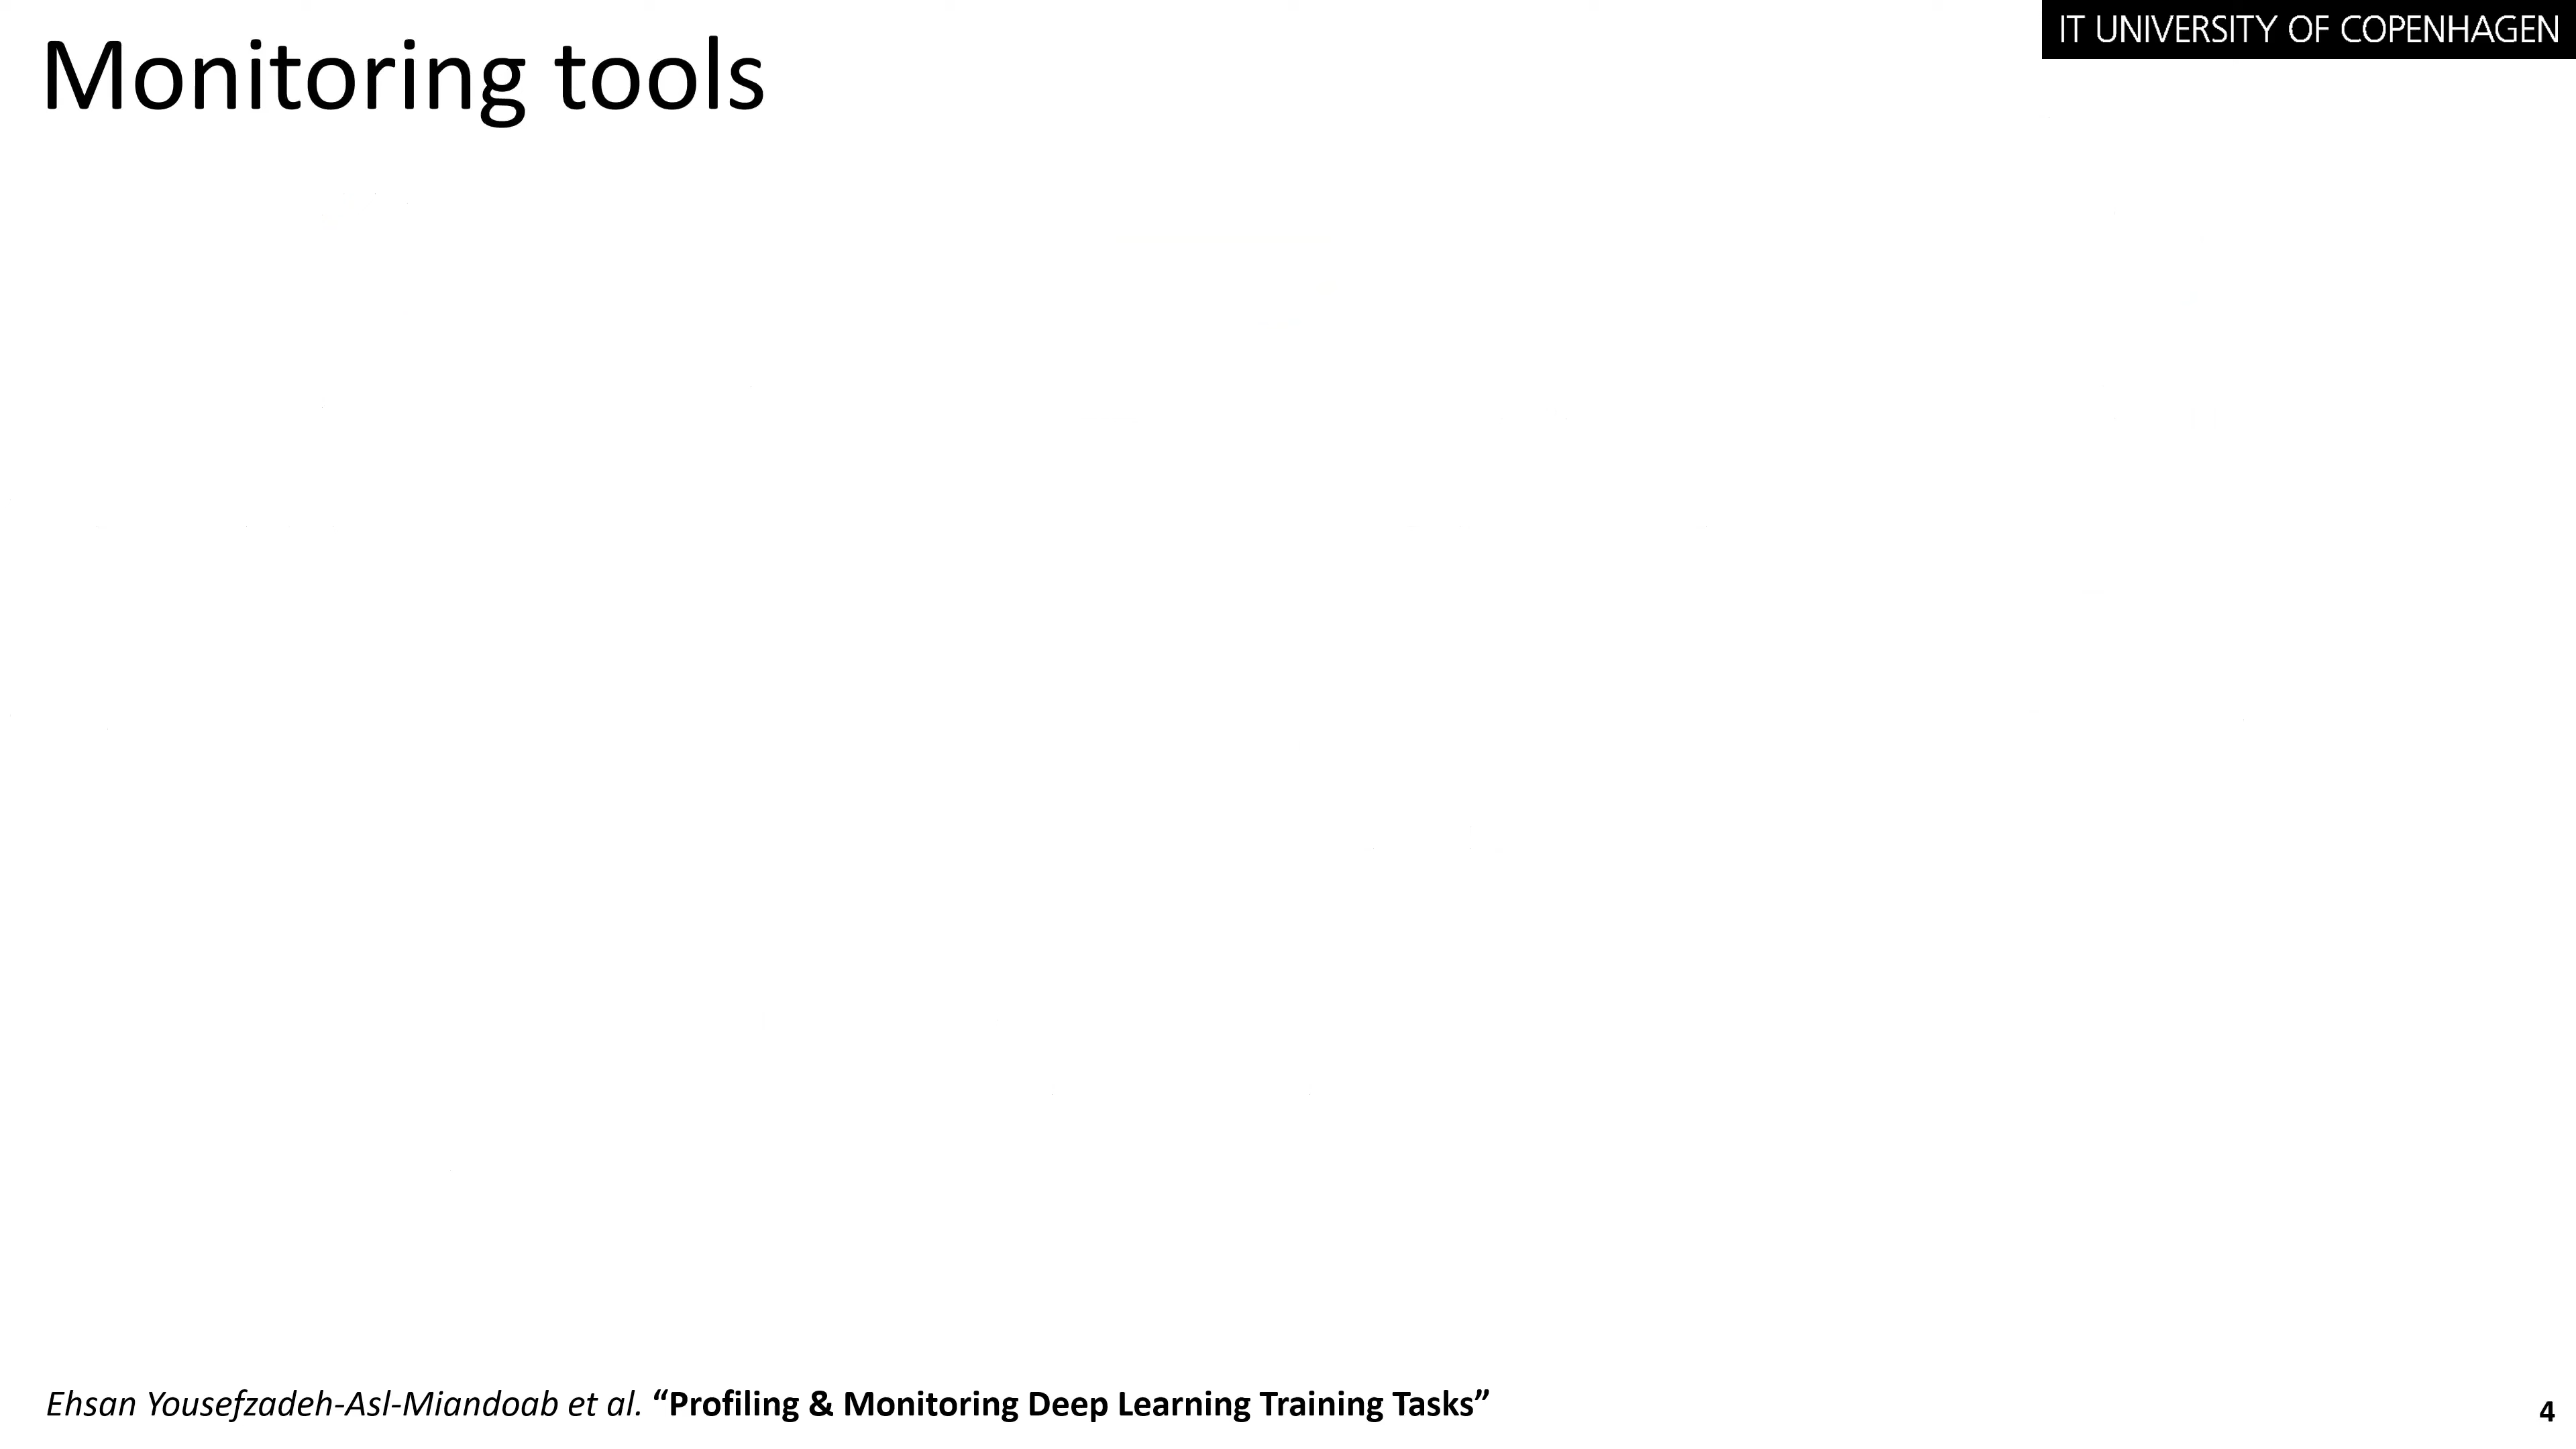 IT UNIVERSITY OF COPENHAGEN
Monitoring tools
Ehsan Yousefzadeh-Asl-Miandoab et al. “Profiling & Monitoring Deep Learning Training Tasks”
4